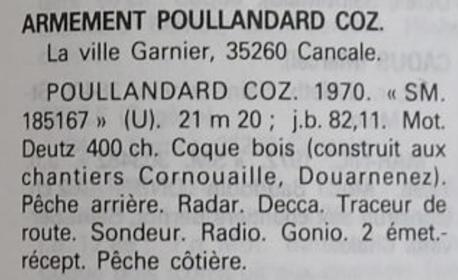 ARMEMENT POULLANDARD COZ.
La ville Garnier, 35260 Cancale.
POULLANDARD COZ. 1970. « SM.
185167 » (U). 21 m 20 ; j.b. 82,11. Mot.
Deutz 400 ch. Coque bois (construit aux
chantiers Cornouaille, Douarnenez).
Pêche arrière. Radar. Decca. Traceur de
route. Sondeur. Radio. Gonio. 2 émet.-
récept. Pêche côtière.